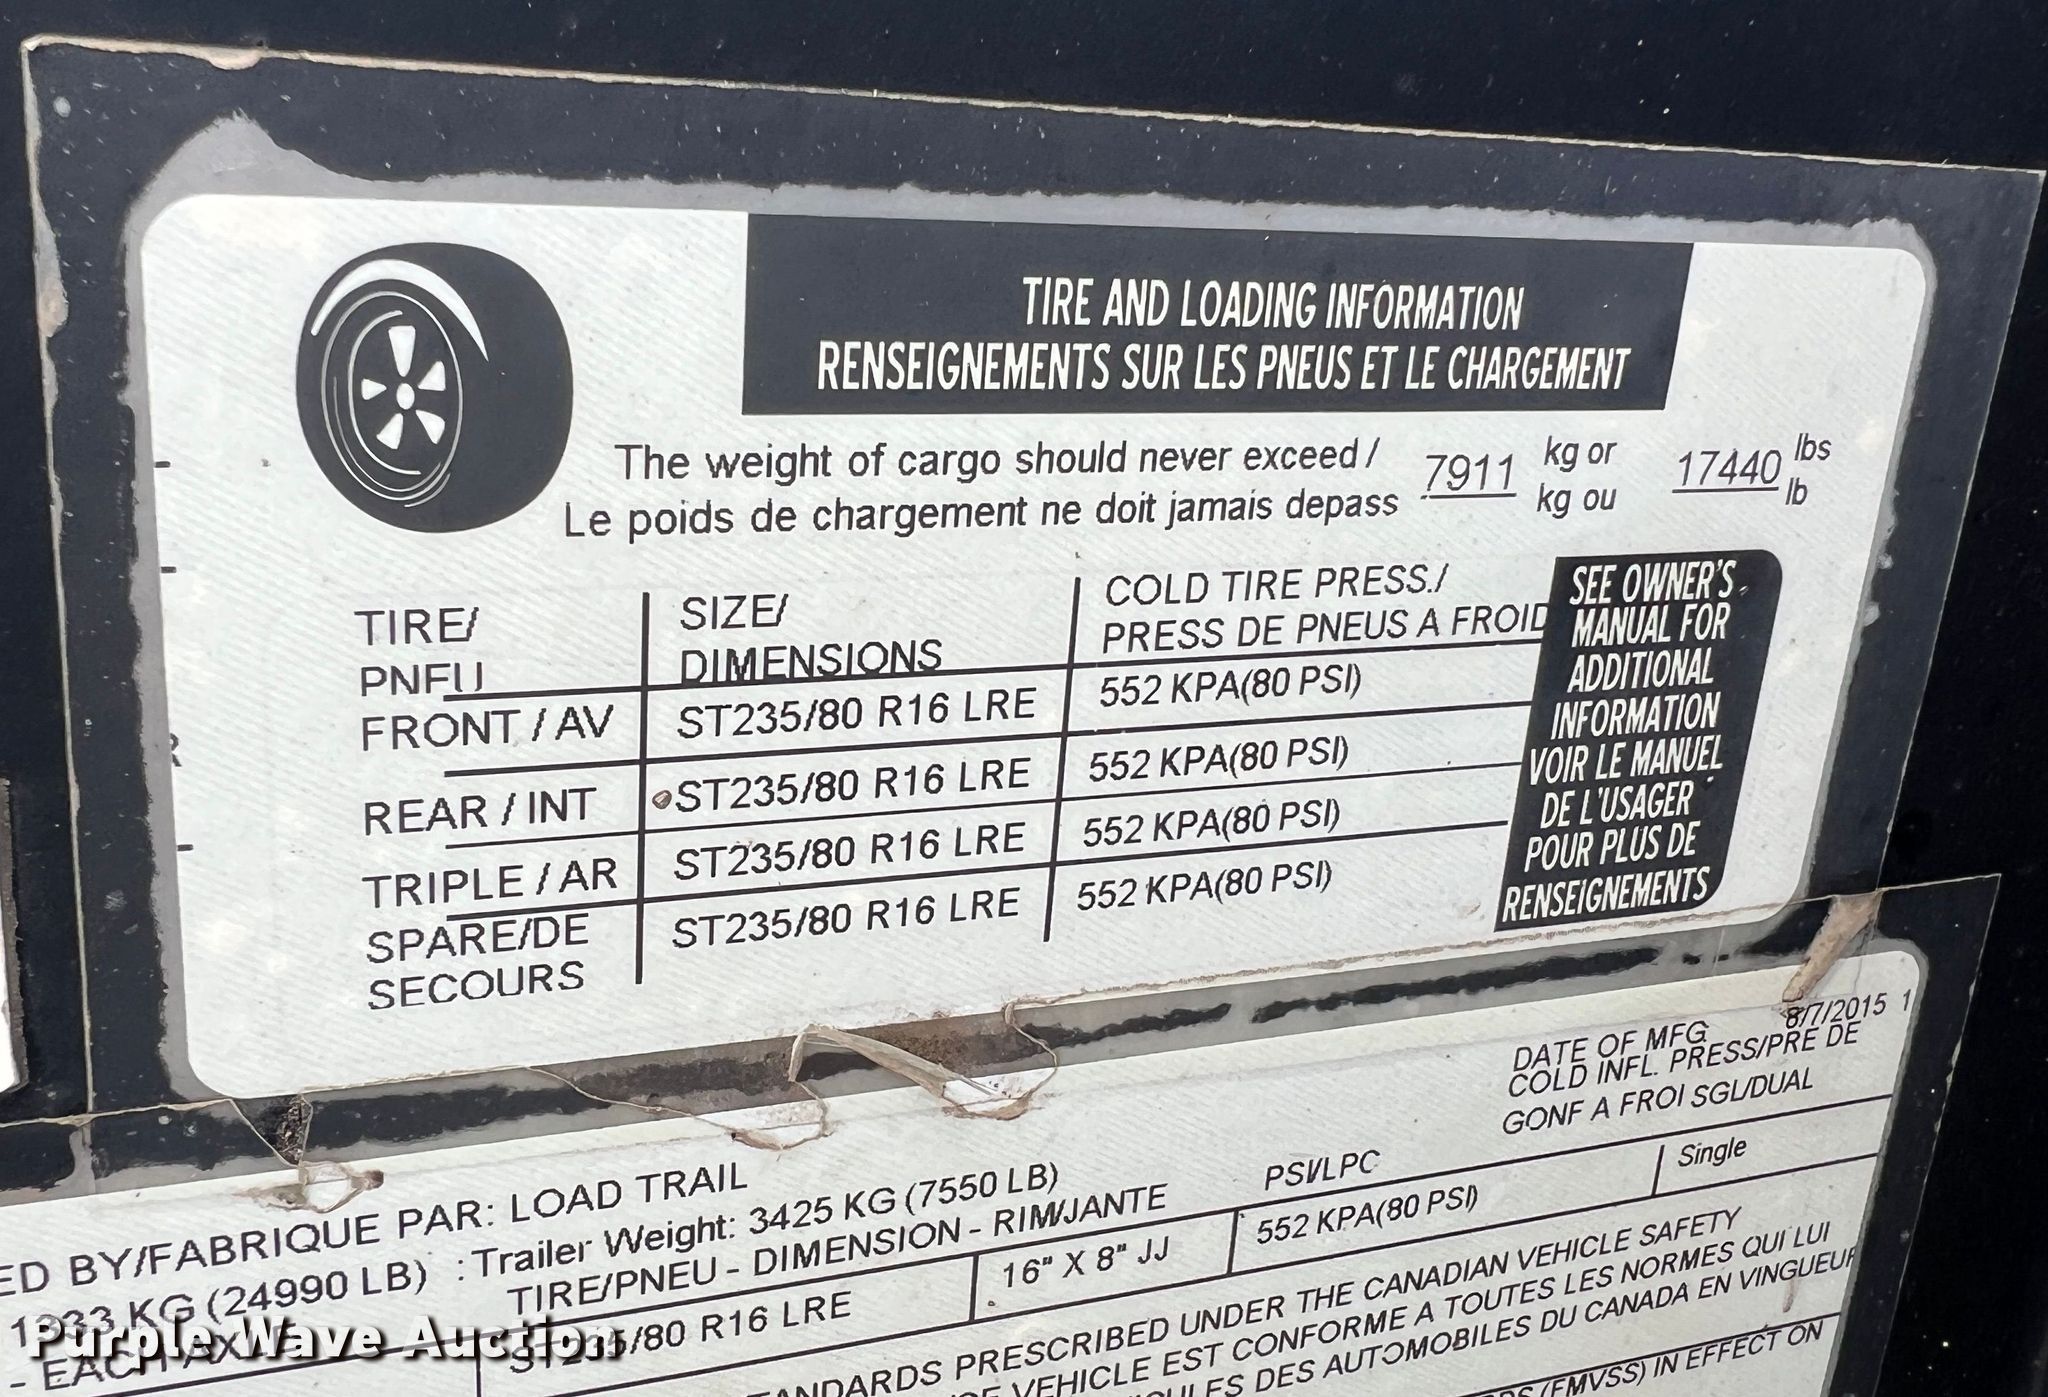 TIRE AND LOADING INFORMATION
RENSEIGNEMENTS SUR LES PNEUS ET LE CHARGEMENT
The weight of cargo should never exceed / 7911 kg or 17440 lbs
Le poids de chargement ne doit jamais depass kg ou lb
TIRE/ SIZE/ COLD TIRE PRESS./
PNEU DIMENSIONS PRESS DE PNEUS A FROID
FRONT / AV ST235/80 R16 LRE 552 KPA(80 PSI)
REAR / INT ST235/80 R16 LRE 552 KPA(80 PSI)
TRIPLE / AR ST235/80 R16 LRE 552 KPA(80 PSI)
SPARE/DE ST235/80 R16 LRE 552 KPA(80 PSI)
SECOURS
SEE OWNER'S
MANUAL FOR
ADDITIONAL
INFORMATION
VOIR LE MANUEL
DE L'USAGER
POUR PLUS DE
RENSEIGNEMENTS
8/7/2015 1
DATE OF MFG
COLD INFL. PRESS/PRE DE
GONF A FROI SGL/DUAL
ED BY/FABRIQUE PAR: LOAD TRAIL
KG (24990 LB) : Trailer Weight: 3425 KG (7550 LB)
TIRE/PNEU - DIMENSION - RIM/JANTE PSI/LPC
- EACH AXLE ST235/80 R16 LRE 16" X 8" JJ 552 KPA(80 PSI) Single
TANDARDS PRESCRIBED UNDER THE CANADIAN VEHICLE SAFETY
VEHICLE EST CONFORME A TOUTES LES NORMES QUI LUI
DES AUTOMOBILES DU CANADA EN VINGUEUR
(FMVSS) IN EFFECT ON
Purple Wave Auction